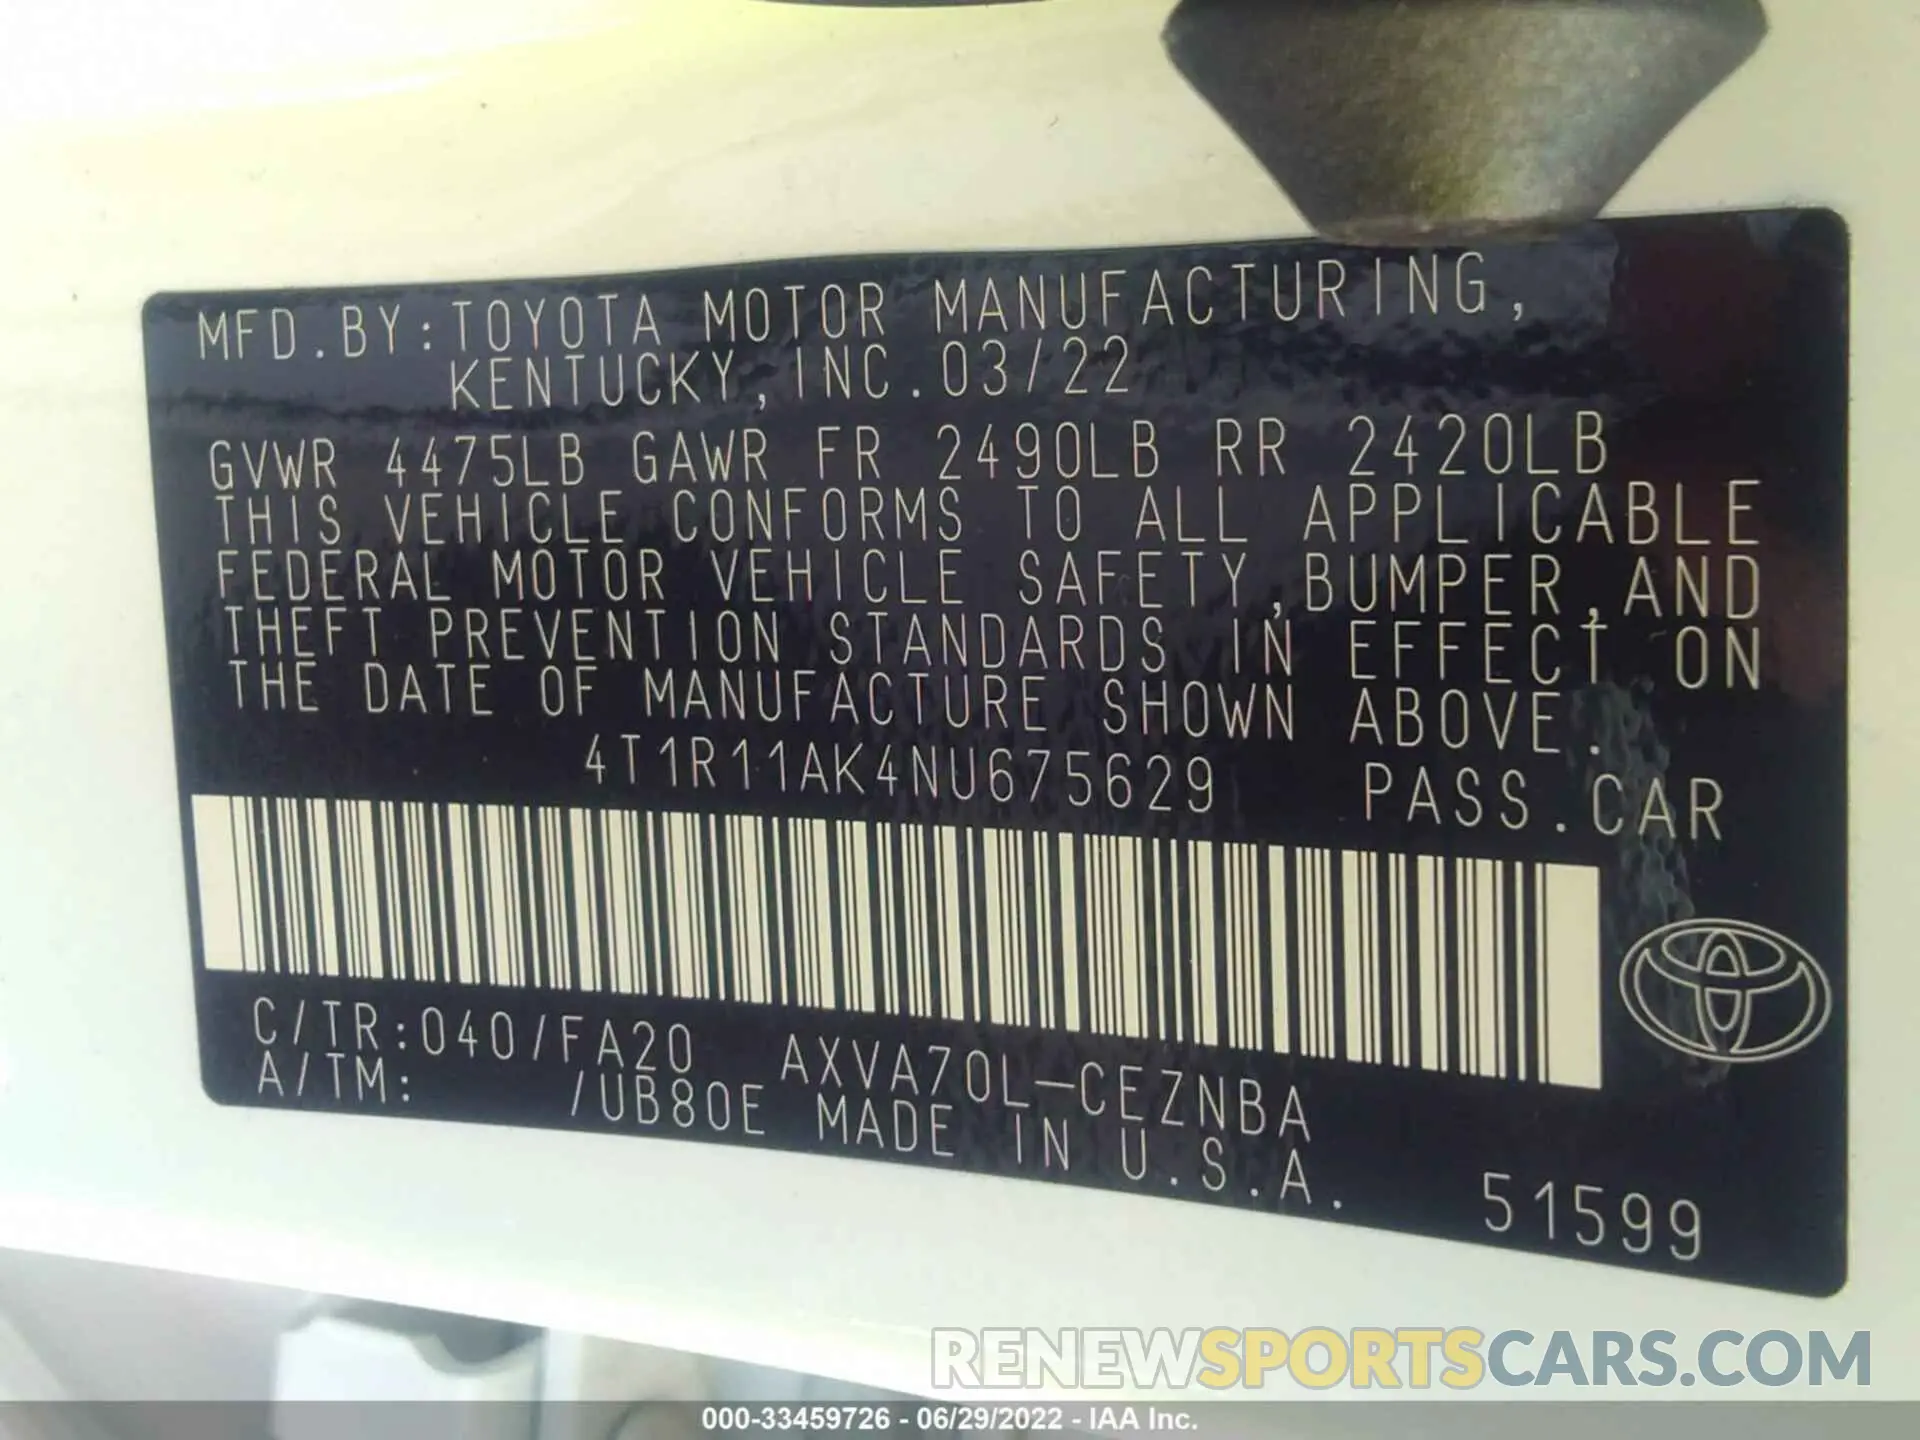 MFD.BY:TOYOTA MOTOR MANUFACTURING,
KENTUCKY,INC.03/22
GVWR 4475LB GAWR FR 2490LB RR 2420LB
THIS VEHICLE CONFORMS TO ALL APPLICABLE
FEDERAL MOTOR VEHICLE SAFETY,BUMPER,AND
THEFT PREVENTION STANDARDS IN EFFECT ON
THE DATE OF MANUFACTURE SHOWN ABOVE.
4T1R11AK4NU675629 PASS.CAR
C/TR:040/FA20 AXVA70L-CEZNBA
A/TM: /UB80E MADE IN U.S.A.
51599
RENEWSPORTSCARS.COM
000-33459726 - 06/29/2022 - IAA Inc.